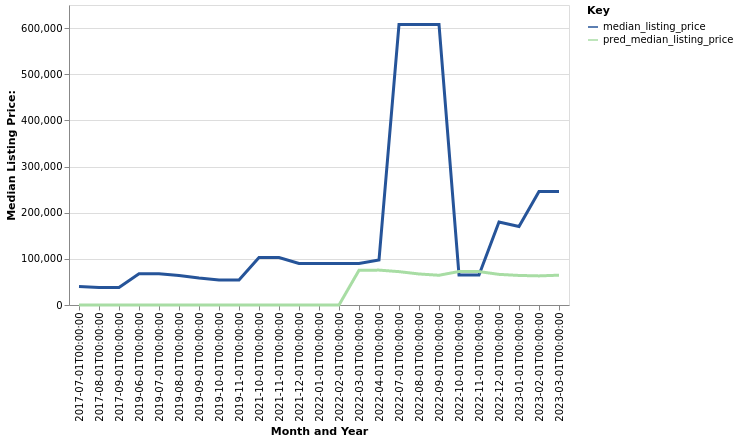 Key
median_listing_price
pred_median_listing_price
Median Listing Price:
600,000
500,000
400,000
300,000
200,000
100,000
0
2017-07-01T00:00:00
2017-08-01T00:00:00
2017-09-01T00:00:00
2019-06-01T00:00:00
2019-07-01T00:00:00
2019-08-01T00:00:00
2019-09-01T00:00:00
2019-10-01T00:00:00
2019-11-01T00:00:00
2021-10-01T00:00:00
2021-11-01T00:00:00
2021-12-01T00:00:00
2022-01-01T00:00:00
2022-02-01T00:00:00
2022-03-01T00:00:00
2022-04-01T00:00:00
2022-07-01T00:00:00
2022-08-01T00:00:00
2022-09-01T00:00:00
2022-10-01T00:00:00
2022-11-01T00:00:00
2022-12-01T00:00:00
2023-01-01T00:00:00
2023-02-01T00:00:00
2023-03-01T00:00:00
Month and Year